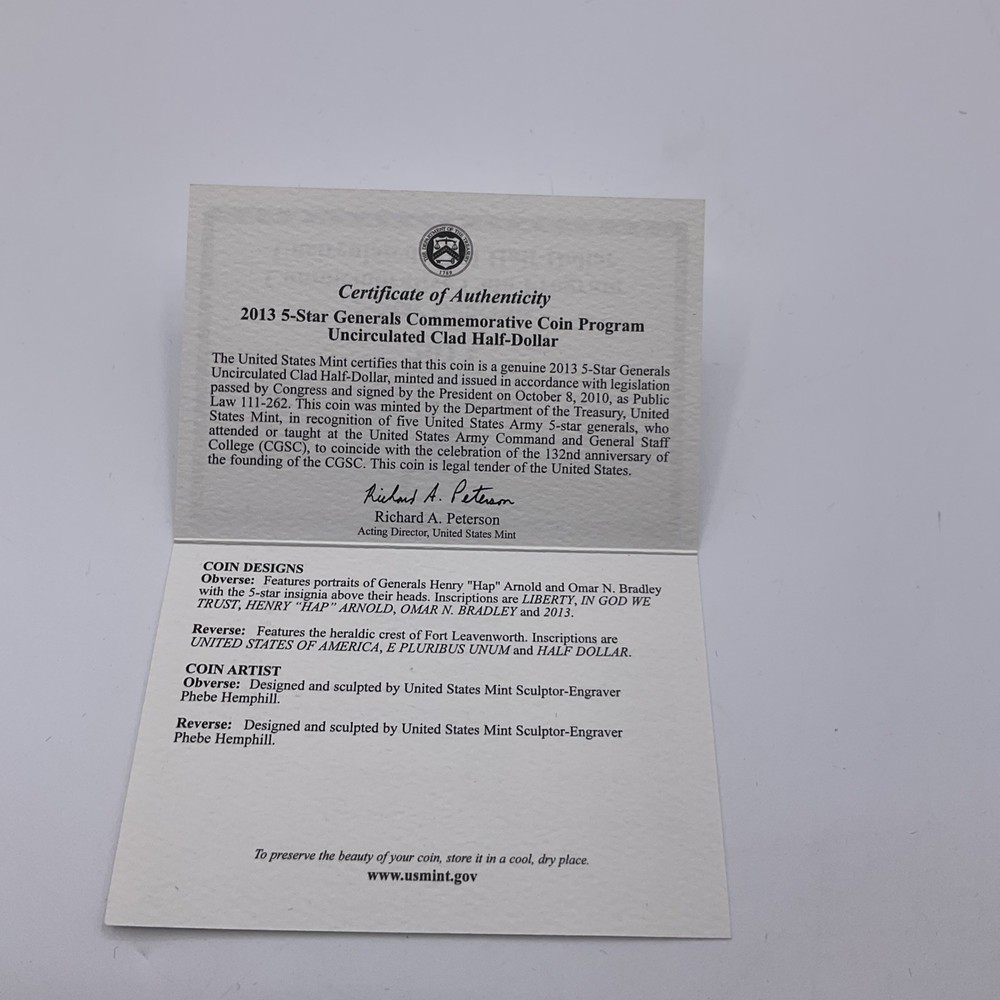 THE DEPARTMENT OF THE TREASURY
1789
Certificate of Authenticity
2013 5-Star Generals Commemorative Coin Program
Uncirculated Clad Half-Dollar
The United States Mint certifies that this coin is a genuine 2013 5-Star Generals
Uncirculated Clad Half-Dollar, minted and issued in accordance with legislation
passed by Congress and signed by the President on October 8, 2010, as Public
Law 111-262. This coin was minted by the Department of the Treasury, United
States Mint, in recognition of five United States Army 5-star generals, who
attended or taught at the United States Army Command and General Staff
College (CGSC), to coincide with the celebration of the 132nd anniversary of
the founding of the CGSC. This coin is legal tender of the United States.
Richard A. Peterson
Richard A. Peterson
Acting Director, United States Mint
COIN DESIGNS
Obverse: Features portraits of Generals Henry "Hap" Arnold and Omar N. Bradley
with the 5-star insignia above their heads. Inscriptions are LIBERTY, IN GOD WE
TRUST, HENRY "HAP" ARNOLD, OMAR N. BRADLEY and 2013.
Reverse: Features the heraldic crest of Fort Leavenworth. Inscriptions are
UNITED STATES OF AMERICA, E PLURIBUS UNUM and HALF DOLLAR.
COIN ARTIST
Obverse: Designed and sculpted by United States Mint Sculptor-Engraver
Phebe Hemphill.
Reverse: Designed and sculpted by United States Mint Sculptor-Engraver
Phebe Hemphill.
To preserve the beauty of your coin, store it in a cool, dry place.
www.usmint.gov